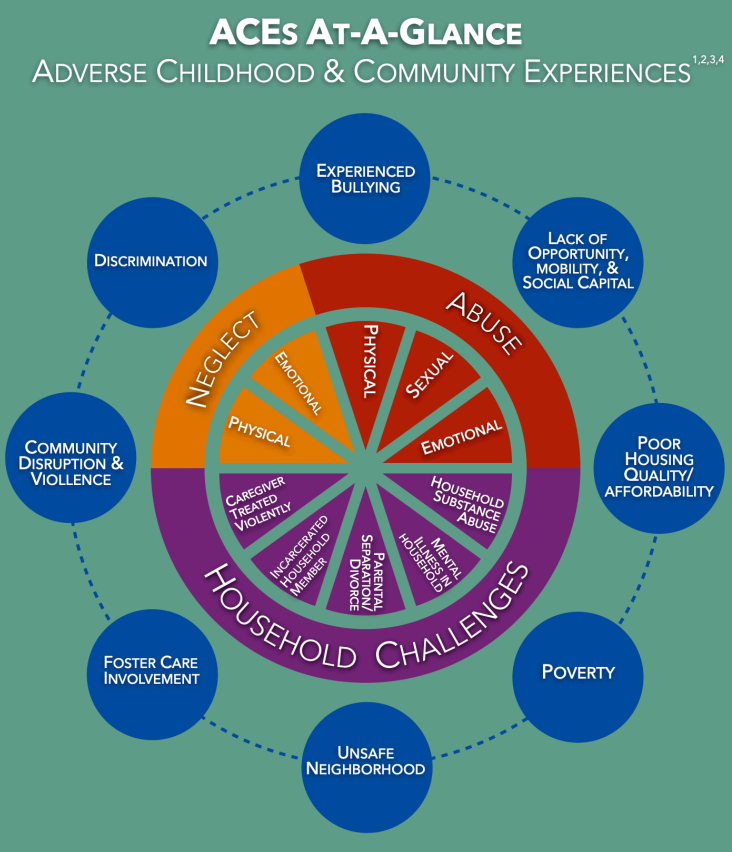 ACEs At-A-Glance
Adverse Childhood & Community Experiences1,2,3,4
Experienced
Bullying
Lack of
Opportunity,
mobility, &
Social Capital
Poor
Housing
Quality/
affordability
Poverty
Unsafe
Neighborhood
Foster Care
Involvement
Community
Disruption &
Viollence
Discrimination
Neglect
Physical
Emotional
Abuse
Physical
Sexual
Emotional
Household Challenges
Caregiver
Treated
Violently
Incarcerated
Household
Member
Parental
Separation/
Divorce
Mental
Illness in
household
Household
Substance
Abuse